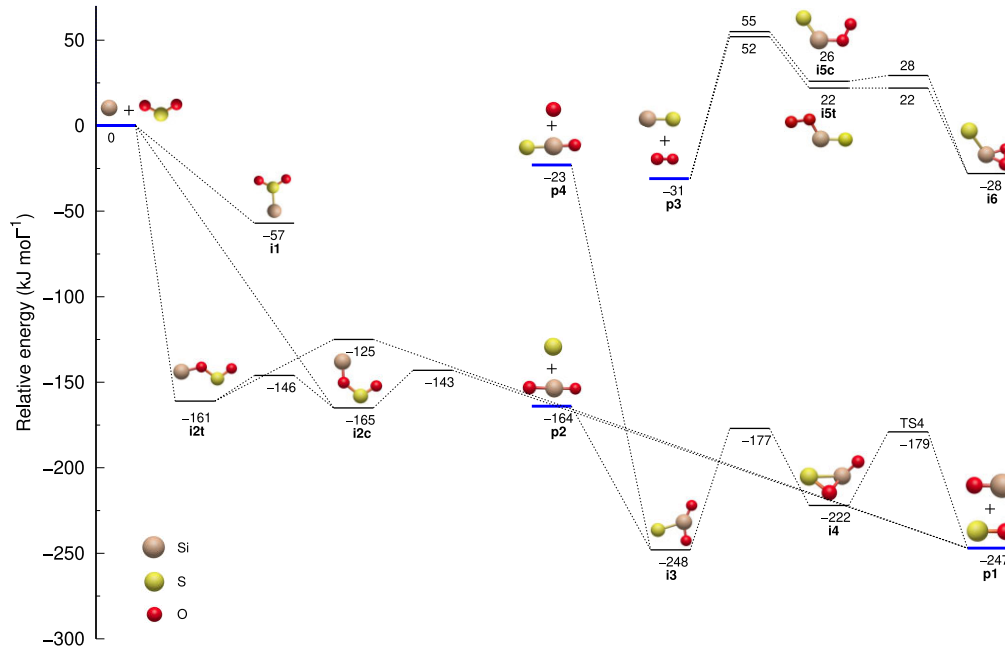 Relative energy (kJ mol⁻¹)
50
0
−50
−100
−150
−200
−250
−300
+
0
−57
i1
−161
i2t
−146
−125
−165
i2c
−143
+
−23
p4
+
−164
p2
+
−31
p3
55
52
26
i5c
22
i5t
28
22
−28
i6
−248
i3
−177
−222
i4
TS4
−179
+
−247
p1
Si
S
O